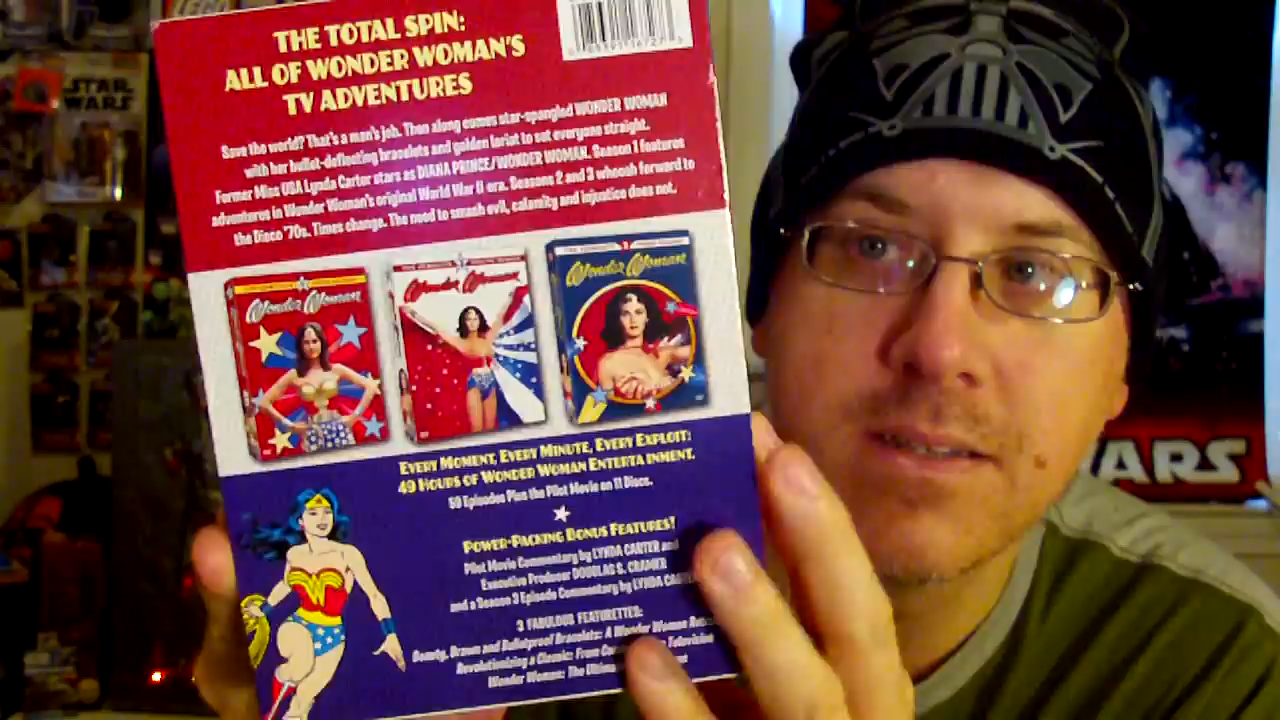 LEGO
STAR
WARS
THE TOTAL SPIN:
ALL OF WONDER WOMAN'S
TV ADVENTURES
Save the world? That's a man's job. Then along comes star-spangled WONDER WOMAN
with her bullet-deflecting bracelets and golden lariat to set everyone straight.
Former Miss USA Lynda Carter stars as DIANA PRINCE/WONDER WOMAN. Season 1 features
adventures in Wonder Woman's original World War II era. Seasons 2 and 3 whoosh forward to
the Disco '70s. Times change. The need to smash evil, calamity and injustice does not.
Wonder Woman
Wonder Woman
Wonder Woman
EVERY MOMENT, EVERY MINUTE, EVERY EXPLOIT:
49 HOURS OF WONDER WOMAN ENTERTAINMENT.
59 Episodes Plus the Pilot Movie on 11 Discs.
POWER-PACKING BONUS FEATURES!
Pilot Movie Commentary by LYNDA CARTER and
Executive Producer DOUGLAS S. CRAMER
and a Season 3 Episode Commentary by LYNDA
3 FABULOUS FEATURETTES:
Beauty, Brawn and Bulletproof Bracelets: A Wonder Woman
Revolutionizing a Classic: From Television
Wonder Woman: The
ARS